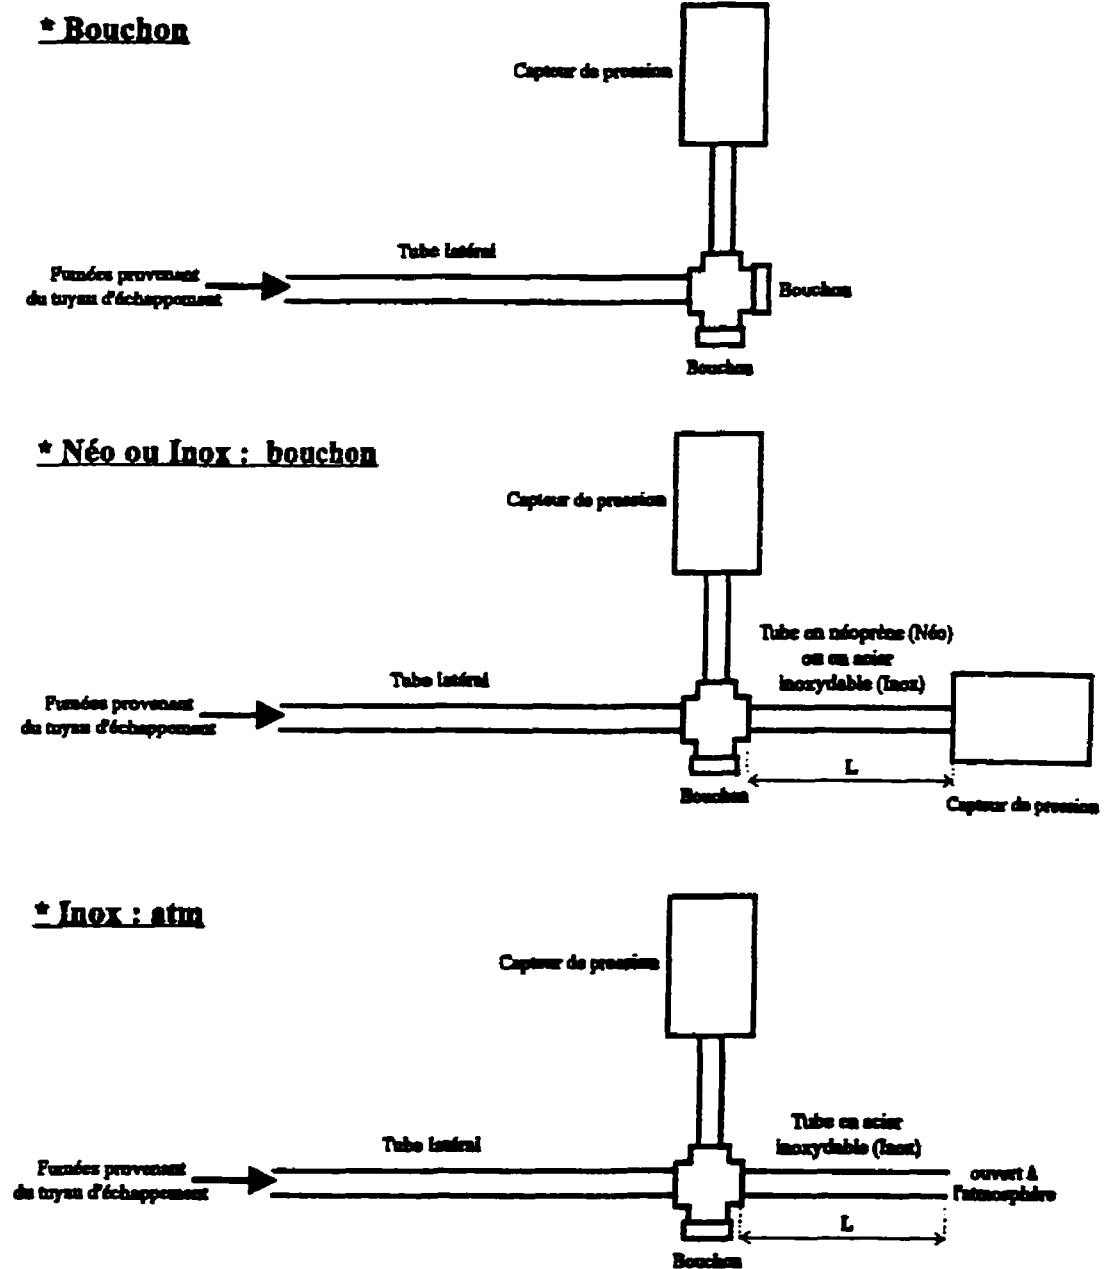 * Bouchon
Capteur de pression
Tube latéral
Fumées provenant
du tuyau d'échappement
Bouchon
Bouchon
* Néo ou Inox : bouchon
Capteur de pression
Tube en néoprène (Néo)
ou en acier
inoxydable (Inox)
Tube latéral
Fumées provenant
du tuyau d'échappement
L
Bouchon
Capteur de pression
* Inox : atm
Capteur de pression
Tube en acier
inoxydable (Inox)
Tube latéral
Fumées provenant
du tuyau d'échappement
ouvert à
l'atmosphère
L
Bouchon